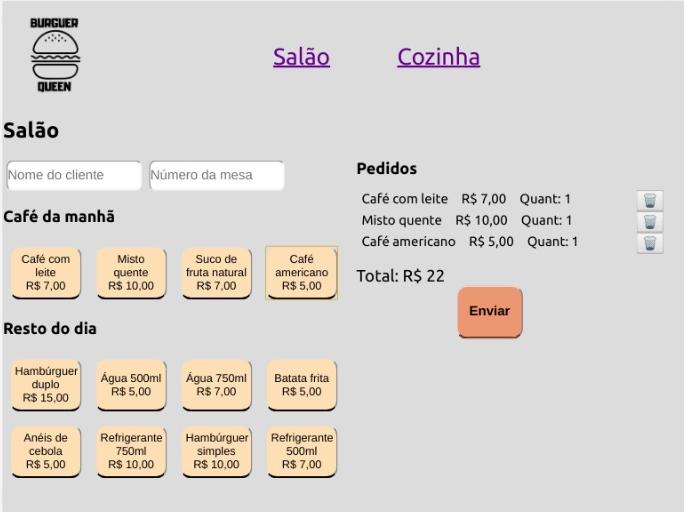 BURGUER
QUEEN
Salão Cozinha
Salão
Nome do cliente Número da mesa
Café da manhã
Café com
leite
R$ 7,00
Misto
quente
R$ 10,00
Suco de
fruta natural
R$ 7,00
Café
americano
R$ 5,00
Resto do dia
Hambúrguer
duplo
R$ 15,00
Água 500ml
R$ 5,00
Água 750ml
R$ 7,00
Batata frita
R$ 5,00
Anéis de
cebola
R$ 5,00
Refrigerante
750ml
R$ 10,00
Hambúrguer
simples
R$ 10,00
Refrigerante
500ml
R$ 7,00
Pedidos
Café com leite R$ 7,00 Quant: 1
Misto quente R$ 10,00 Quant: 1
Café americano R$ 5,00 Quant: 1
Total: R$ 22
Enviar